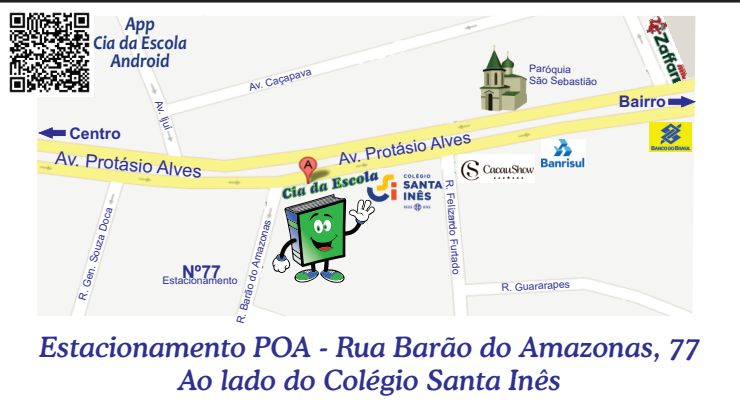 App
Cia da Escola
Android
Zaffari
Av. Caçapava
Paróquia
São Sebastião
Bairro
Av. Ijuí
Centro
BANCO DO BRASIL
Av. Protásio Alves
Av. Protásio Alves
Banrisul
A
CacauShow
Cia da Escola
COLÉGIO
SANTA
INÊS
R. Gen. Souza Doca
R. Barão do Amazonas
R. Felizardo Furtado
Nº77
Estacionamento
R. Guararapes
Estacionamento POA - Rua Barão do Amazonas, 77
Ao lado do Colégio Santa Inês